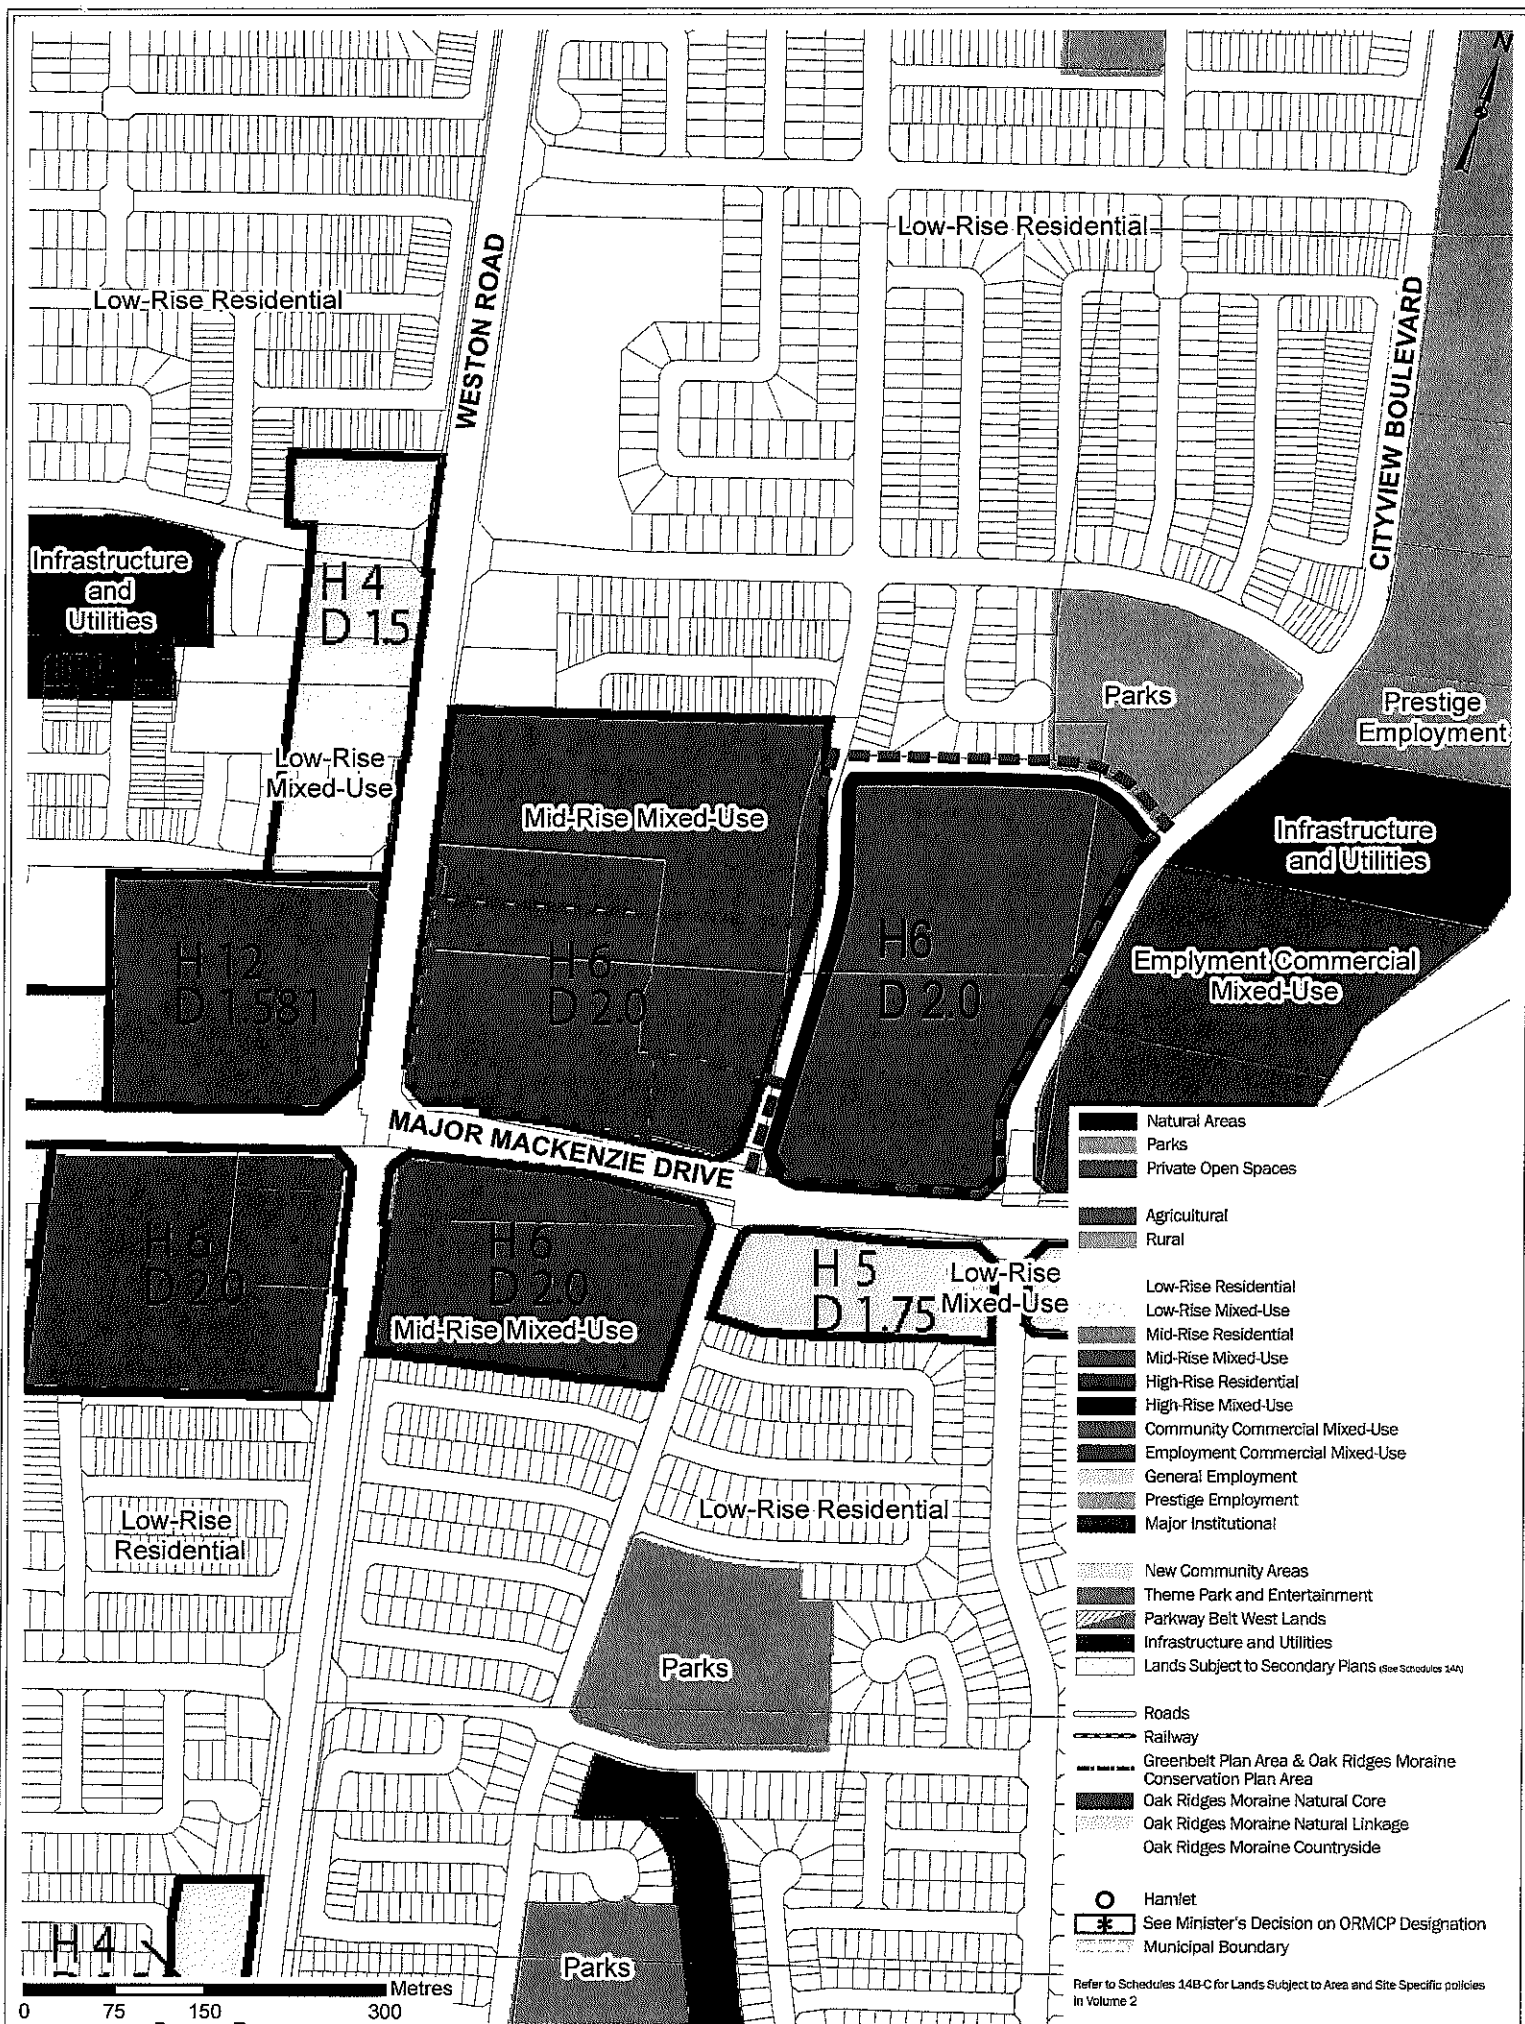 N
Low-Rise Residential
Low-Rise Residential
WESTON ROAD
CITYVIEW BOULEVARD
Infrastructure
and
Utilities
H 4
D 1.5
Parks
Prestige
Employment
Low-Rise
Mixed-Use
Mid-Rise Mixed-Use
Infrastructure
and Utilities
H 12
D 1.581
H 6
D 2.0
H6
D 2.0
Emplyment Commercial
Mixed-Use
MAJOR MACKENZIE DRIVE
H 6
D 2.0
H 6
D 2.0
Mid-Rise Mixed-Use
H 5
D 1.75
Low-Rise
Mixed-Use
Low-Rise
Residential
Low-Rise Residential
Parks
Parks
H 4
Metres
0 75 150 300
Natural Areas
Parks
Private Open Spaces
Agricultural
Rural
Low-Rise Residential
Low-Rise Mixed-Use
Mid-Rise Residential
Mid-Rise Mixed-Use
High-Rise Residential
High-Rise Mixed-Use
Community Commercial Mixed-Use
Employment Commercial Mixed-Use
General Employment
Prestige Employment
Major Institutional
New Community Areas
Theme Park and Entertainment
Parkway Belt West Lands
Infrastructure and Utilities
Lands Subject to Secondary Plans (See Schedules 14A)
Roads
Railway
Greenbelt Plan Area & Oak Ridges Moraine
Conservation Plan Area
Oak Ridges Moraine Natural Core
Oak Ridges Moraine Natural Linkage
Oak Ridges Moraine Countryside
Hamlet
See Minister's Decision on ORMCP Designation
Municipal Boundary
Refer to Schedules 14B-C for Lands Subject to Area and Site Specific policies
in Volume 2